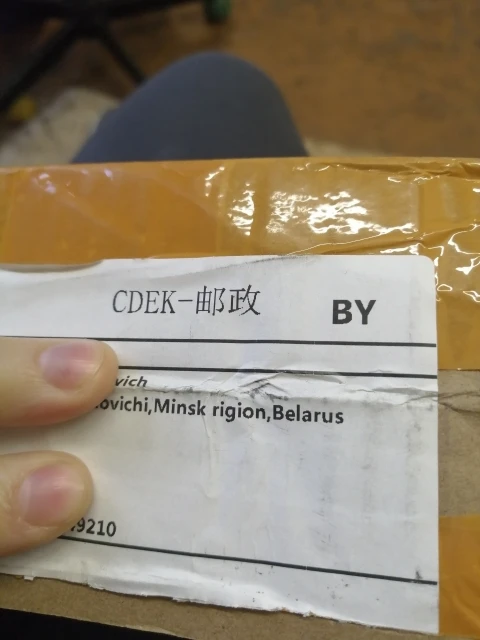 CDEK-邮政 BY
vich
ovichi,Minsk rigion,Belarus
9210